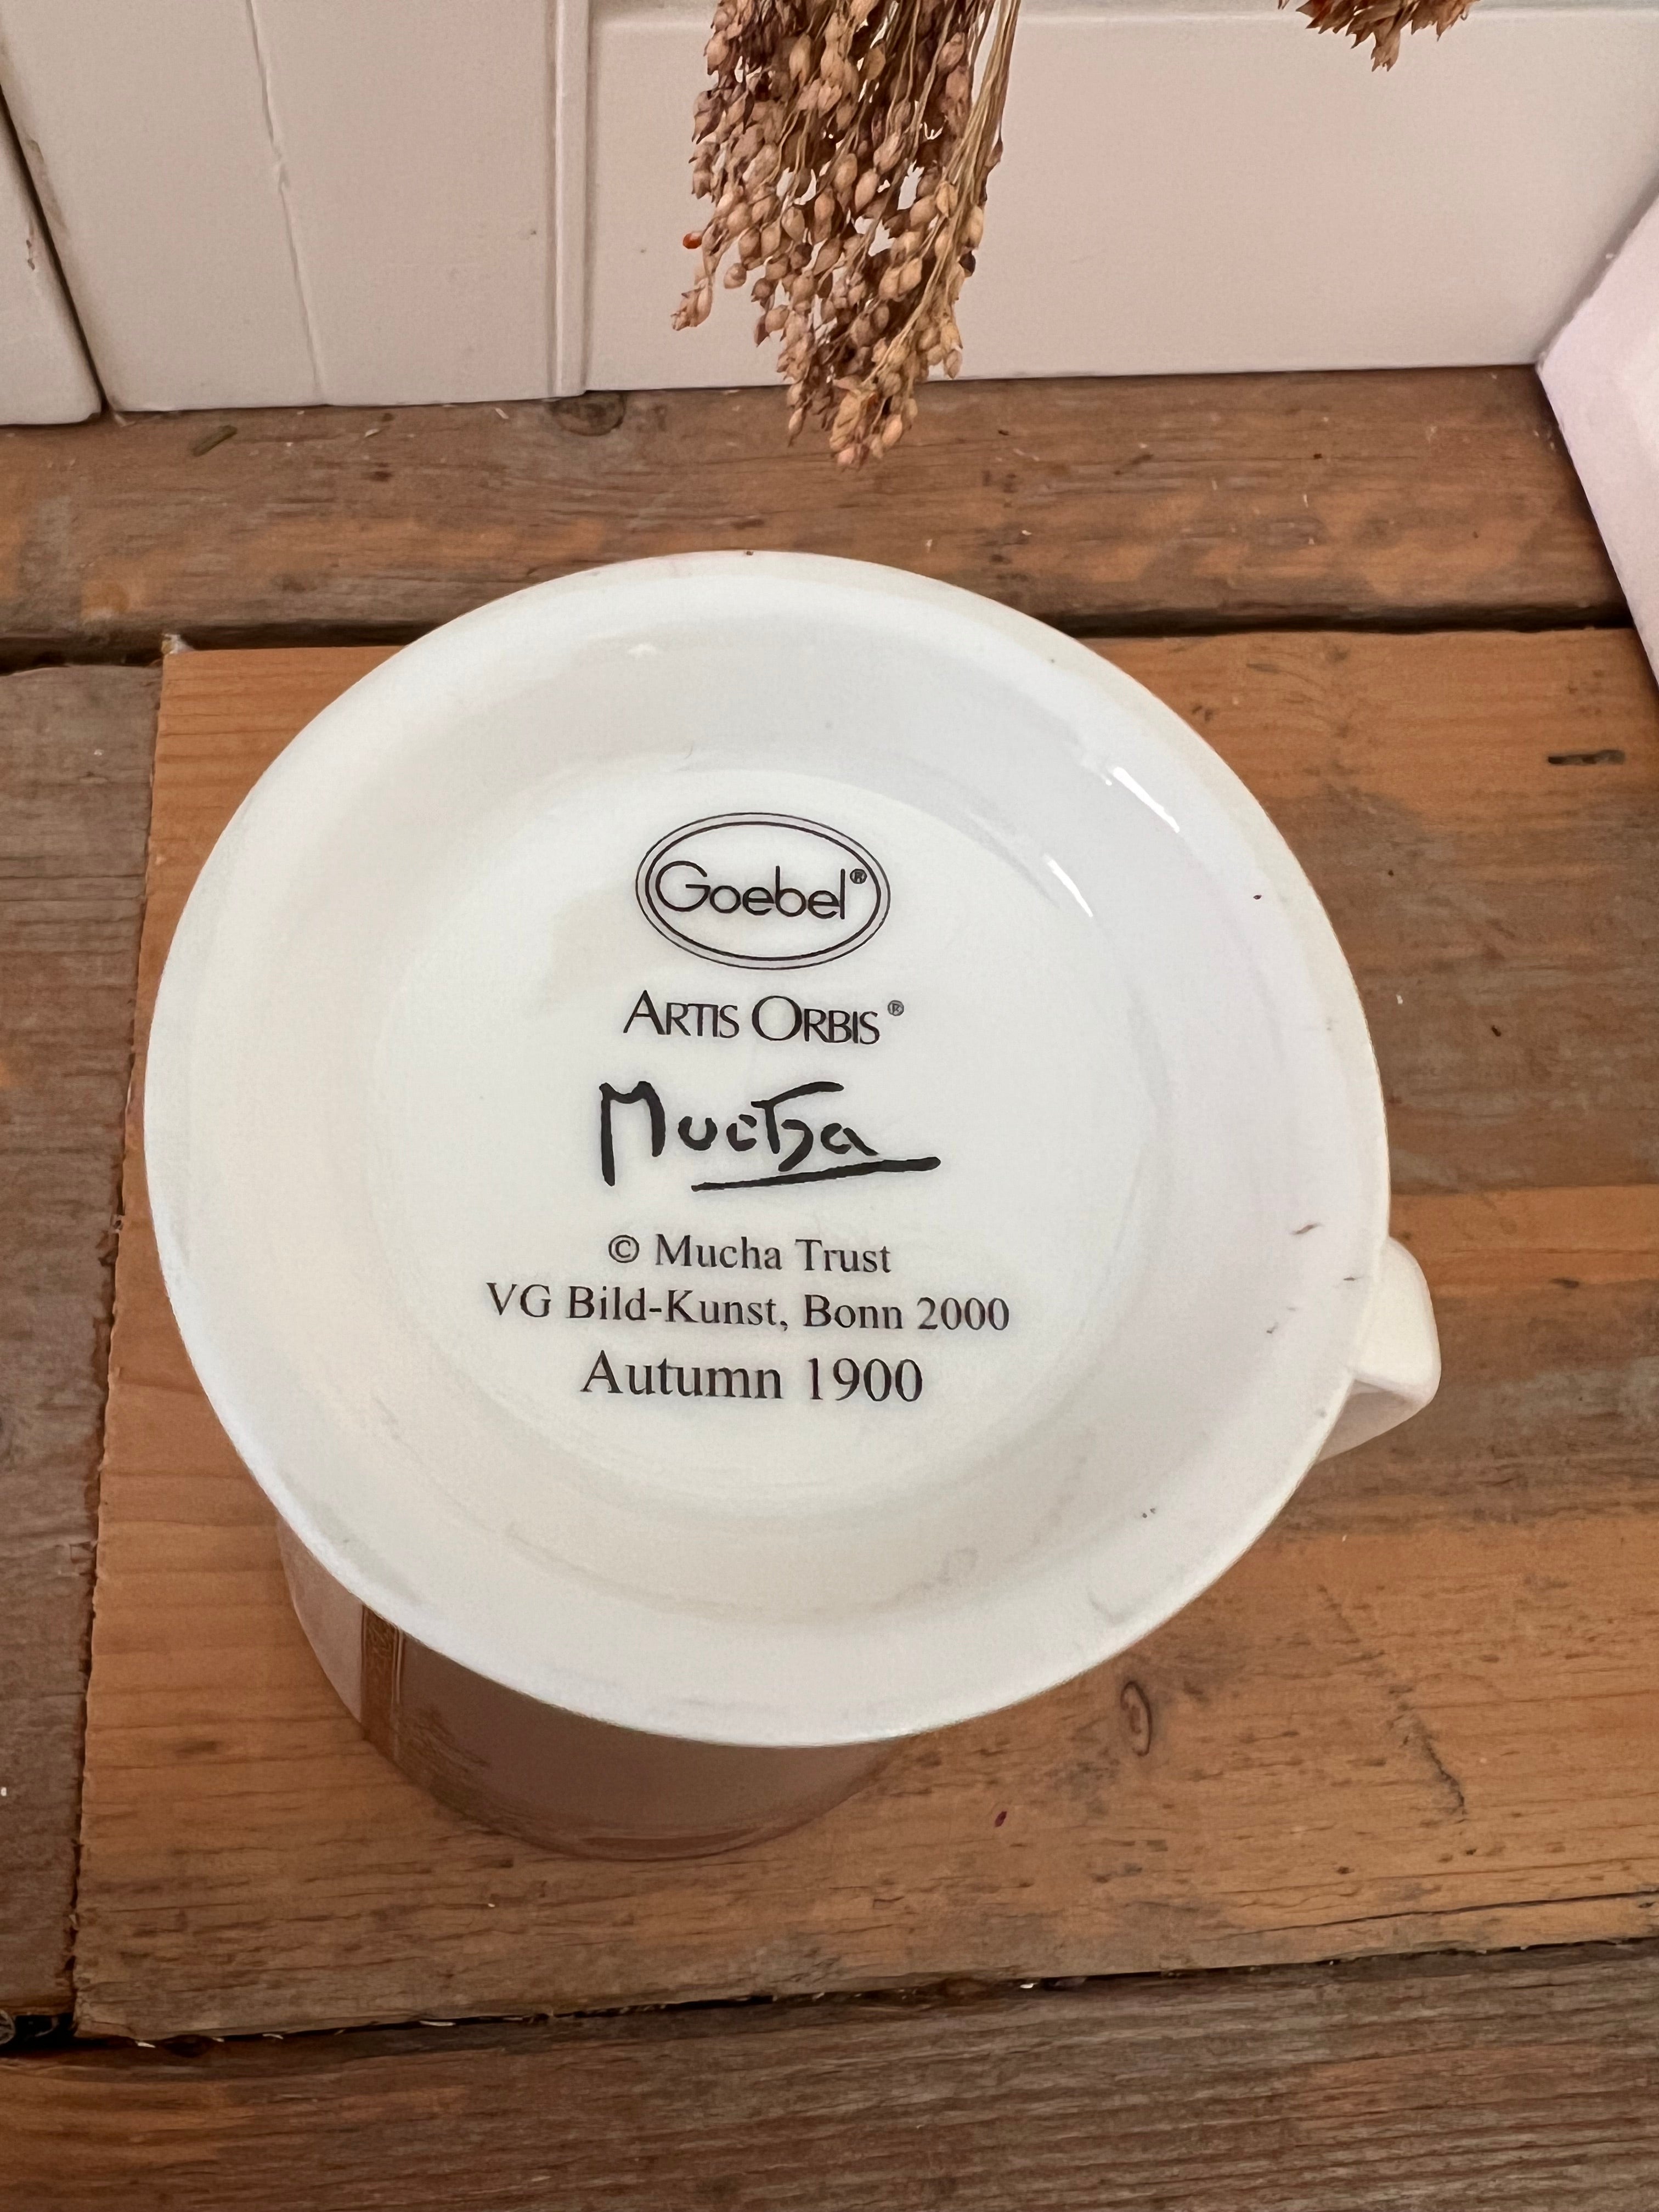 Goebel®
ARTIS ORBIS®
Mucha
© Mucha Trust
VG Bild-Kunst, Bonn 2000
Autumn 1900